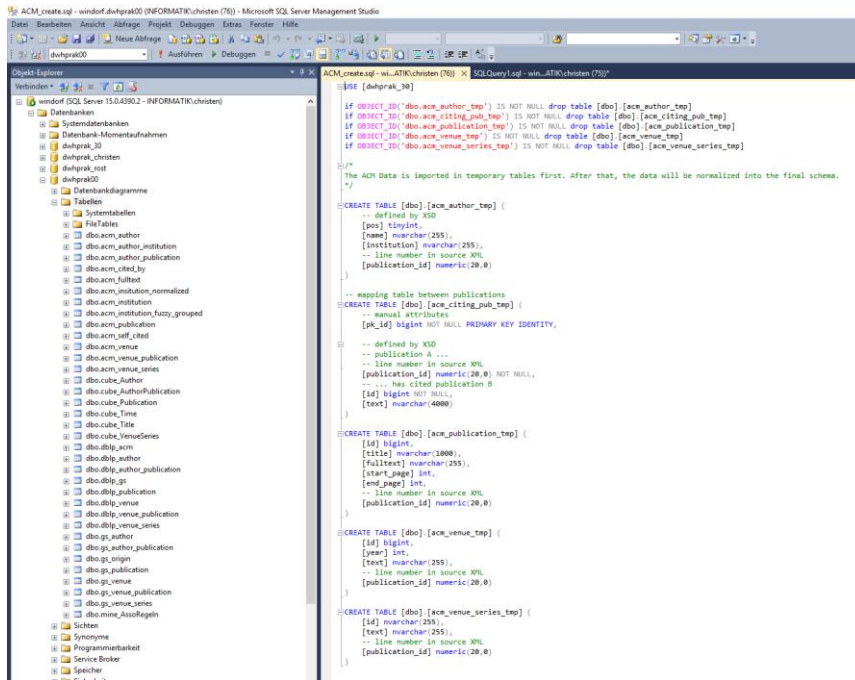 ACM_create.sql - windorf.dwhprak00 (INFORMATIK\christen (76)) - Microsoft SQL Server Management Studio
Datei Bearbeiten Ansicht Abfrage Projekt Debuggen Extras Fenster Hilfe
Neue Abfrage
dwhprak00 Ausführen Debuggen
Objekt-Explorer
Verbinden
windorf (SQL Server 15.0.4390.2 - INFORMATIK\christen)
Datenbanken
Systemdatenbanken
Datenbank-Momentaufnahmen
dwhprak_30
dwhprak_christen
dwhprak_rost
dwhprak00
Datenbankdiagramme
Tabellen
Systemtabellen
FileTables
dbo.acm_author
dbo.acm_author_institution
dbo.acm_author_publication
dbo.acm_cited_by
dbo.acm_fulltext
dbo.acm_insitution_normalized
dbo.acm_institution
dbo.acm_institution_fuzzy_grouped
dbo.acm_publication
dbo.acm_self_cited
dbo.acm_venue
dbo.acm_venue_publication
dbo.acm_venue_series
dbo.cube_Author
dbo.cube_AuthorPublication
dbo.cube_Publication
dbo.cube_Time
dbo.cube_Title
dbo.cube_VenueSeries
dbo.dblp_acm
dbo.dblp_author
dbo.dblp_author_publication
dbo.dblp_gs
dbo.dblp_publication
dbo.dblp_venue
dbo.dblp_venue_publication
dbo.dblp_venue_series
dbo.gs_author
dbo.gs_author_publication
dbo.gs_origin
dbo.gs_publication
dbo.gs_venue
dbo.gs_venue_publication
dbo.gs_venue_series
dbo.mine_AssoRegeln
Sichten
Synonyme
Programmierbarkeit
Service Broker
Speicher
ACM_create.sql - wi...ATIK\christen (76)) SQLQuery1.sql - win...ATIK\christen (75))*
USE [dwhprak_30]
if OBJECT_ID('dbo.acm_author_tmp') IS NOT NULL drop table [dbo].[acm_author_tmp]
if OBJECT_ID('dbo.acm_citing_pub_tmp') IS NOT NULL drop table [dbo].[acm_citing_pub_tmp]
if OBJECT_ID('dbo.acm_publication_tmp') IS NOT NULL drop table [dbo].[acm_publication_tmp]
if OBJECT_ID('dbo.acm_venue_tmp') IS NOT NULL drop table [dbo].[acm_venue_tmp]
if OBJECT_ID('dbo.acm_venue_series_tmp') IS NOT NULL drop table [dbo].[acm_venue_series_tmp]
/*
The ACM Data is imported in temporary tables first. After that, the data will be normalized into the final schema.
*/
CREATE TABLE [dbo].[acm_author_tmp] (
-- defined by XSD
[pos] tinyint,
[name] nvarchar(255),
[institution] nvarchar(255),
-- line number in source XML
[publication_id] numeric(20,0)
)
-- mapping table between publications
CREATE TABLE [dbo].[acm_citing_pub_tmp] (
-- manual attributes
[pk_id] bigint NOT NULL PRIMARY KEY IDENTITY,
-- defined by XSD
-- publication A ...
-- line number in source XML
[publication_id] numeric(20,0) NOT NULL,
-- ... has cited publication B
[id] bigint NOT NULL,
[text] nvarchar(4000)
)
CREATE TABLE [dbo].[acm_publication_tmp] (
[id] bigint,
[title] nvarchar(1000),
[fulltext] nvarchar(255),
[start_page] int,
[end_page] int,
-- line number in source XML
[publication_id] numeric(20,0)
)
CREATE TABLE [dbo].[acm_venue_tmp] (
[id] bigint,
[year] int,
[text] nvarchar(255),
-- line number in source XML
[publication_id] numeric(20,0)
)
CREATE TABLE [dbo].[acm_venue_series_tmp] (
[id] nvarchar(255),
[text] nvarchar(255),
-- line number in source XML
[publication_id] numeric(20,0)
)